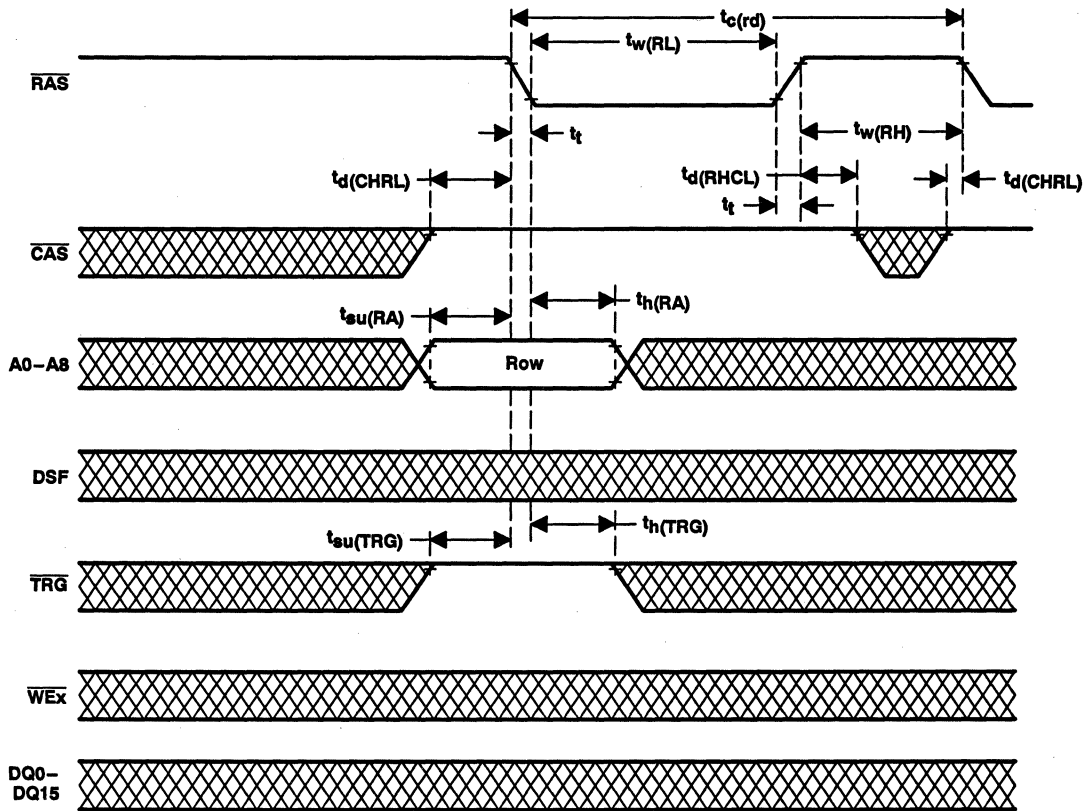 tc(rd)
tw(RL)
RAS
tt
tw(RH)
td(CHRL)
td(RHCL)
td(CHRL)
tt
CAS
tsu(RA)
th(RA)
A0–A8
Row
DSF
tsu(TRG)
th(TRG)
TRG
WEx
DQ0–
DQ15